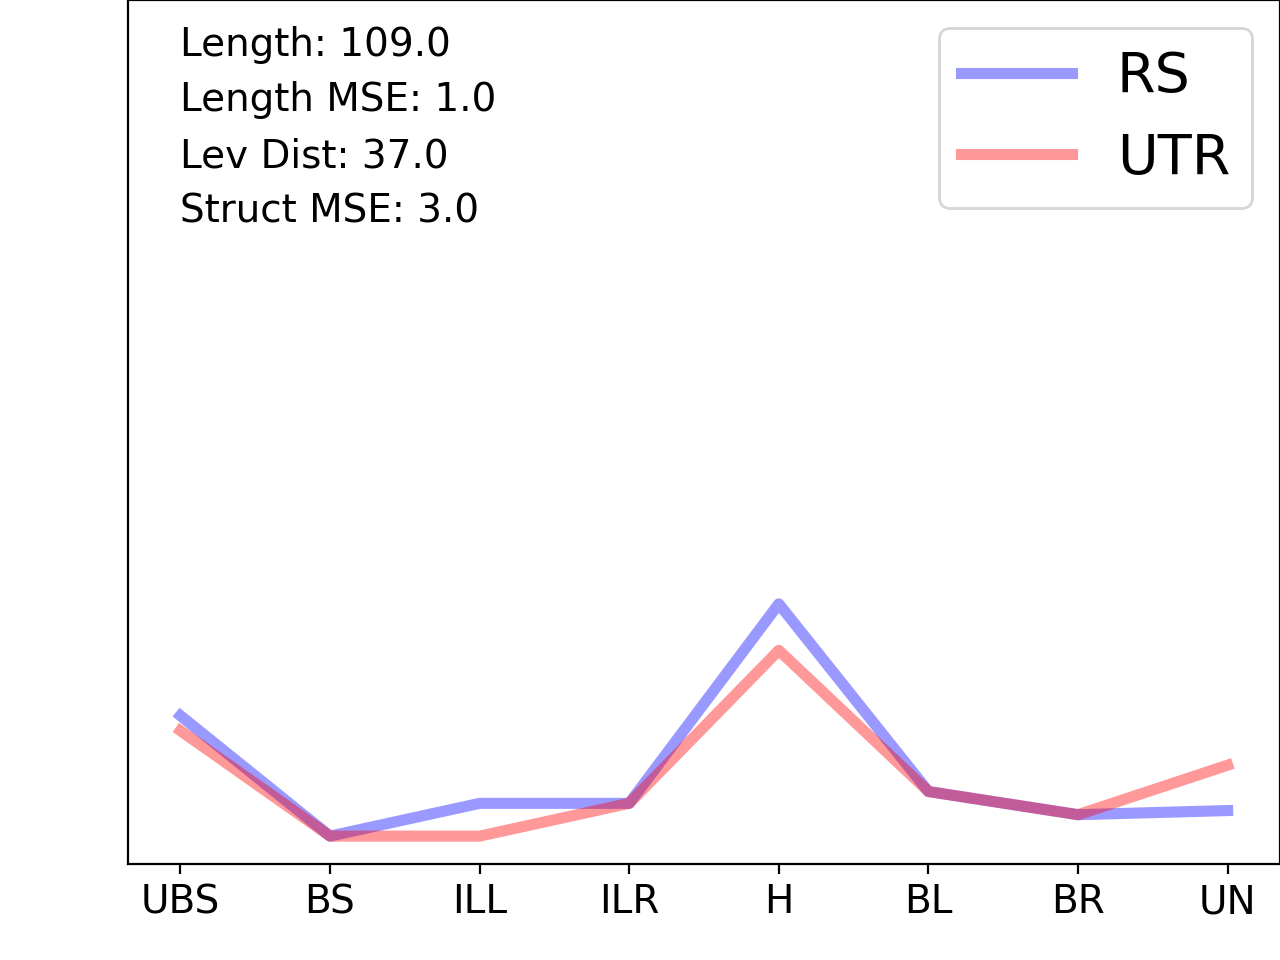 Length: 109.0
Length MSE: 1.0
Lev Dist: 37.0
Struct MSE: 3.0
RS
UTR
UBS BS ILL ILR H BL BR UN